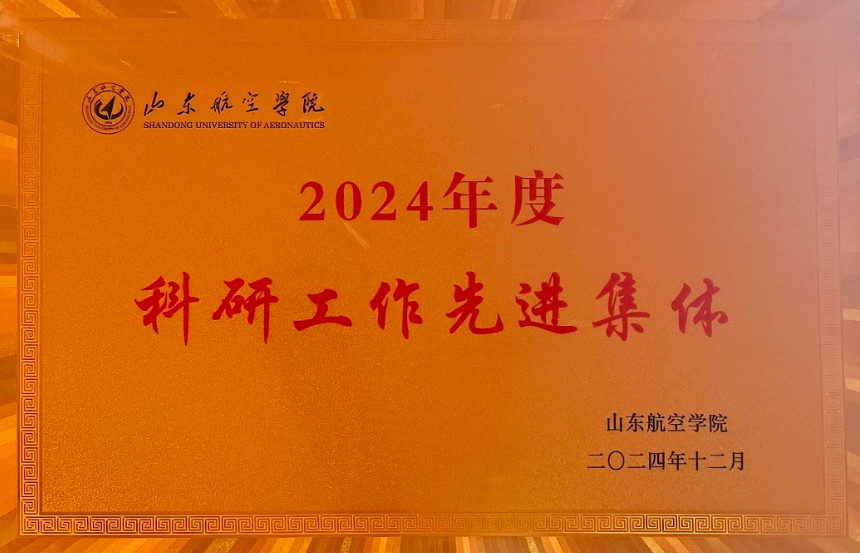 山东航空学院
SHANDONG UNIVERSITY OF AERONAUTICS
2024年度
科研工作先进集体
山东航空学院
二〇二四年十二月